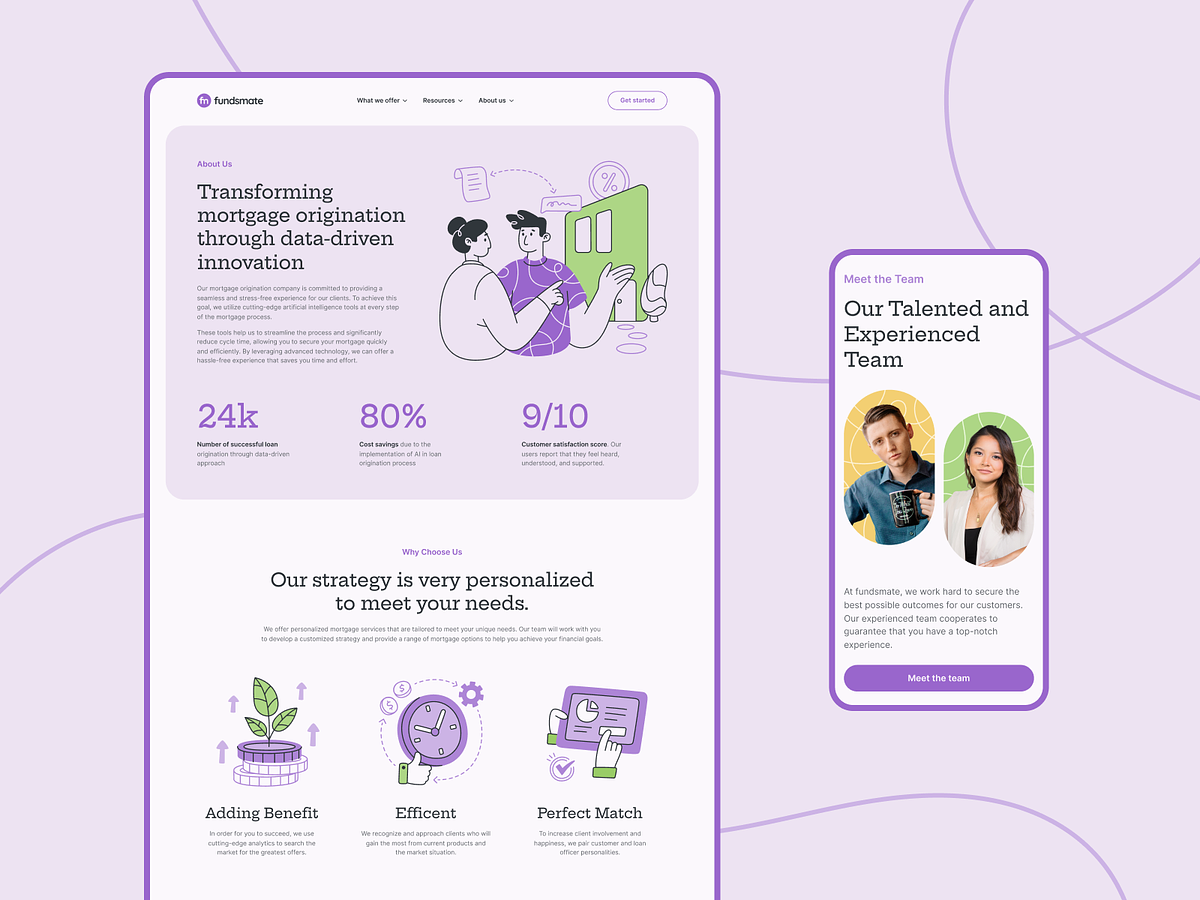 fm fundsmate
What we offer
Resources
About us
Get started
About Us
Transforming
mortgage origination
through data-driven
innovation
Our mortgage origination company is committed to providing a
seamless and stress-free experience for our clients. To achieve this
goal, we utilize cutting-edge artificial intelligence tools at every step
of the mortgage process.
These tools help us to streamline the process and significantly
reduce cycle time, allowing you to secure your mortgage quickly
and efficiently. By leveraging advanced technology, we can offer a
hassle-free experience that saves you time and effort.
%
24k
Number of successful loan
origination through data-driven
approach
80%
Cost savings due to the
implementation of AI in loan
origination process
9/10
Customer satisfaction score. Our
users report that they feel heard,
understood, and supported.
Why Choose Us
Our strategy is very personalized
to meet your needs.
We offer personalized mortgage services that are tailored to meet your unique needs. Our team will work with you
to develop a customized strategy and provide a range of mortgage options to help you achieve your financial goals.
$
$
Adding Benefit
In order for you to succeed, we use
cutting-edge analytics to search the
market for the greatest offers.
Efficent
We recognize and approach clients who will
gain the most from current products and
the market situation.
Perfect Match
To increase client involvement and
happiness, we pair customer and loan
officer personalities.
Meet the Team
Our Talented and
Experienced
Team
At fundsmate, we work hard to secure the
best possible outcomes for our customers.
Our experienced team cooperates to
guarantee that you have a top-notch
experience.
Meet the team